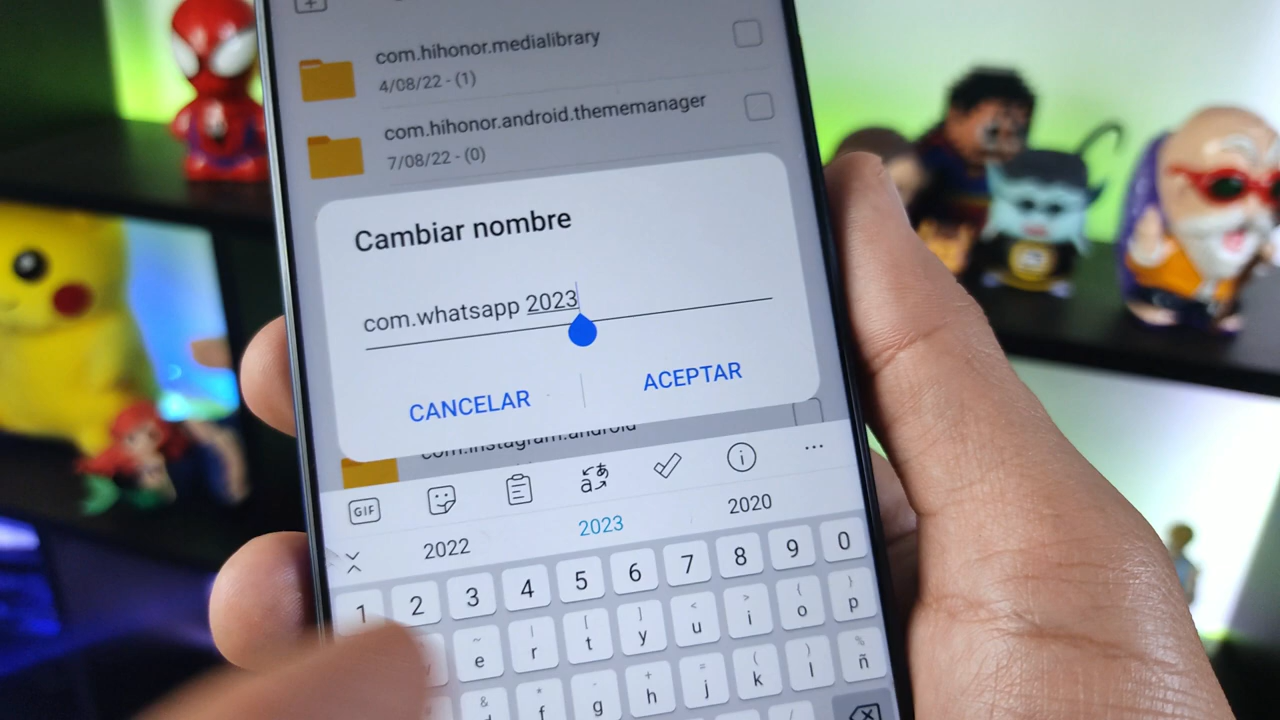 com.hihonor.medialibrary
4/08/22 - (1)
com.hihonor.android.thememanager
7/08/22 - (0)
Cambiar nombre
com.whatsapp 2023
CANCELAR
ACEPTAR
com.instagram.android
GIF
2022 2023 2020
1 2 3 4 5 6 7 8 9 0
e r t y u i o p
f g h j k l ñ